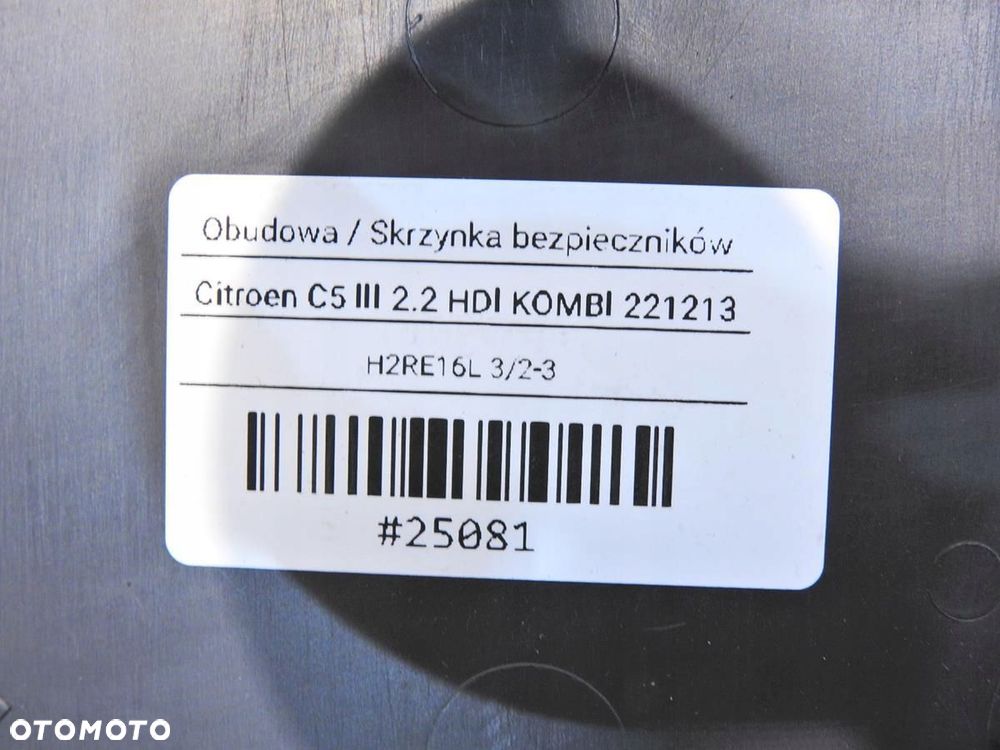 Obudowa / Skrzynka bezpieczników
Citroen C5 III 2.2 HDI KOMBI 221213
H2RE16L 3/2-3
#25081
OTOMOTO